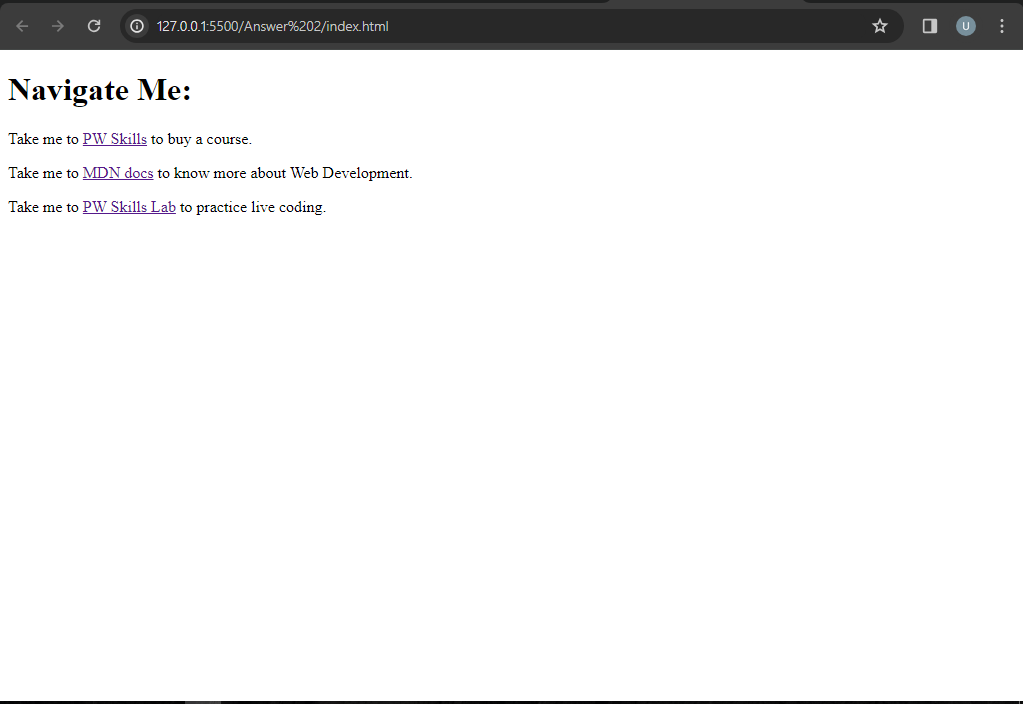 127.0.0.1:5500/Answer%202/index.html
U
Navigate Me:
Take me to PW Skills to buy a course.
Take me to MDN docs to know more about Web Development.
Take me to PW Skills Lab to practice live coding.